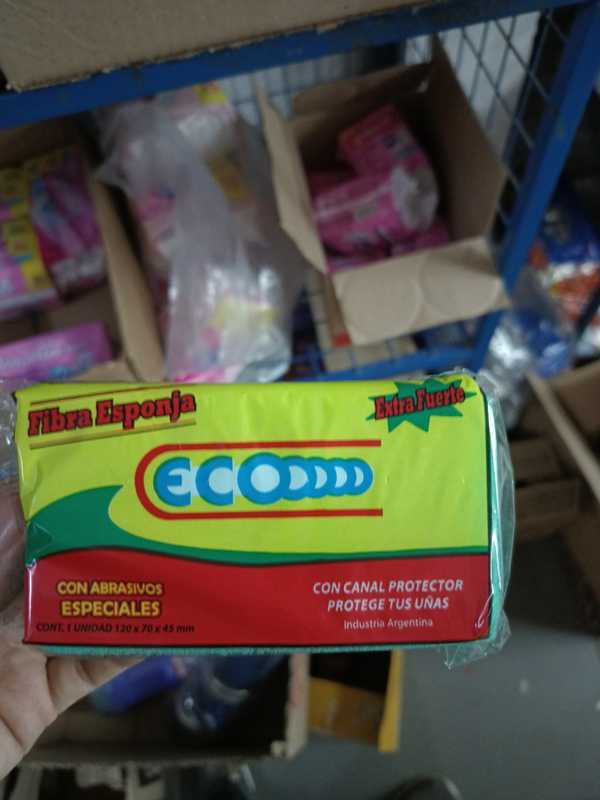 Fibra Esponja
Extra Fuerte
ECO
CON ABRASIVOS
ESPECIALES
CONT. 1 UNIDAD 120 x 70 x 45 mm
CON CANAL PROTECTOR
PROTEGE TUS UÑAS
Industria Argentina